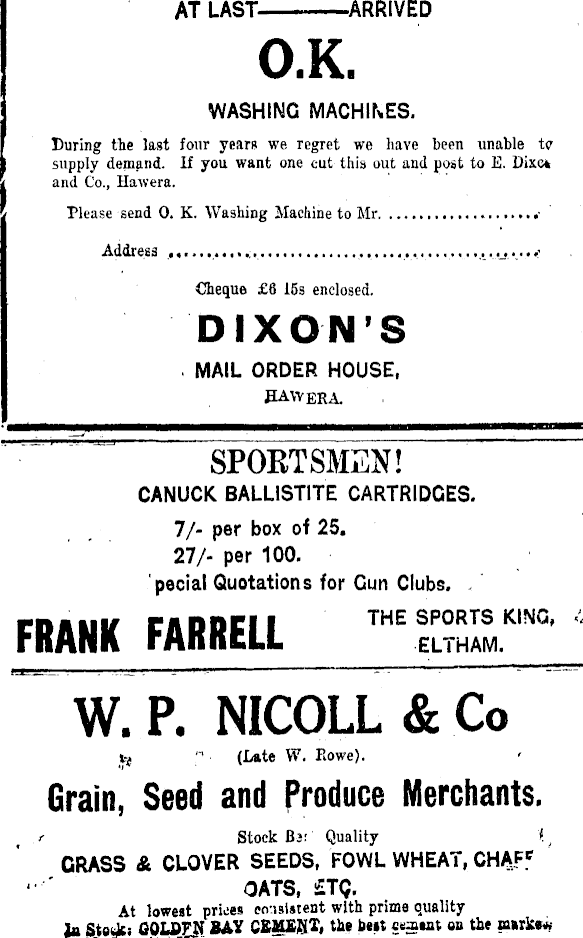 AT LAST———ARRIVED
O.K.
WASHING MACHINES.
During the last four years we regret we have been unable to
supply demand. If you want one cut this out and post to E. Dixon
and Co., Hawera.
Please send O. K. Washing Machine to Mr. ....................
Address ..........................................
Cheque £6 15s enclosed.
DIXON'S
MAIL ORDER HOUSE,
HAWERA.
SPORTSMEN!
CANUCK BALLISTITE CARTRIDGES.
7/- per box of 25.
27/- per 100.
pecial Quotations for Gun Clubs.
FRANK FARRELL
THE SPORTS KING,
ELTHAM.
W. P. NICOLL & Co
(Late W. Rowe).
Grain, Seed and Produce Merchants.
Stock Quality
GRASS & CLOVER SEEDS, FOWL WHEAT, CHAFF
OATS, ETC.
At lowest prices consistent with prime quality
In Stock: GOLDEN BAY CEMENT, the best cement on the market